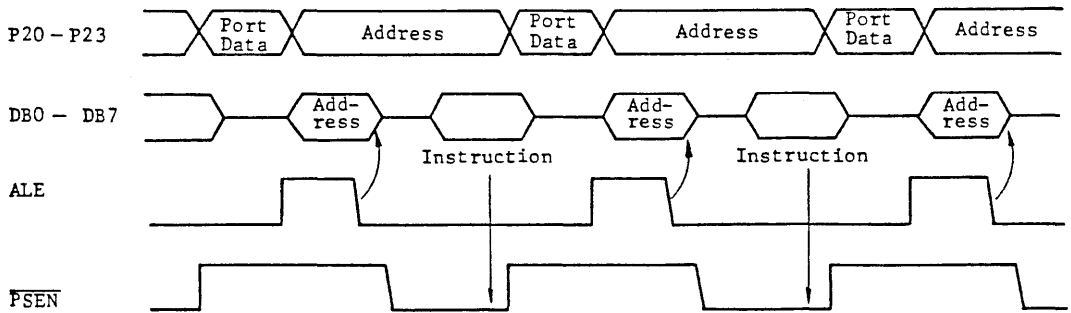 P20 – P23
Port Data
Address
Port Data
Address
Port Data
Address
DB0 – DB7
Add-
ress
Add-
ress
Add-
ress
Instruction
Instruction
ALE
PSEN